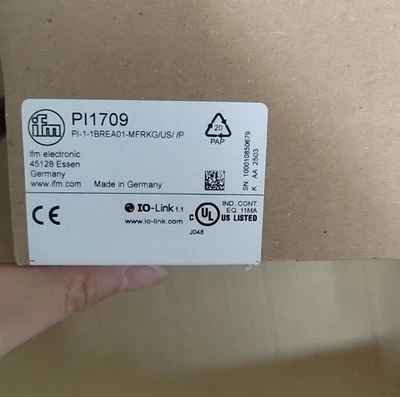 ifm
PI1709
PI-1-1BREA01-MFRKG/US/ /P
ifm electronic
45128 Essen
Germany
www.ifm.com Made in Germany
20
PAP
SN: 100010850679
K AA 2503
CE
IO-Link 1.1
www.io-link.com
C UL US LISTED
IND. CONT.
EQ. 11MA
J048